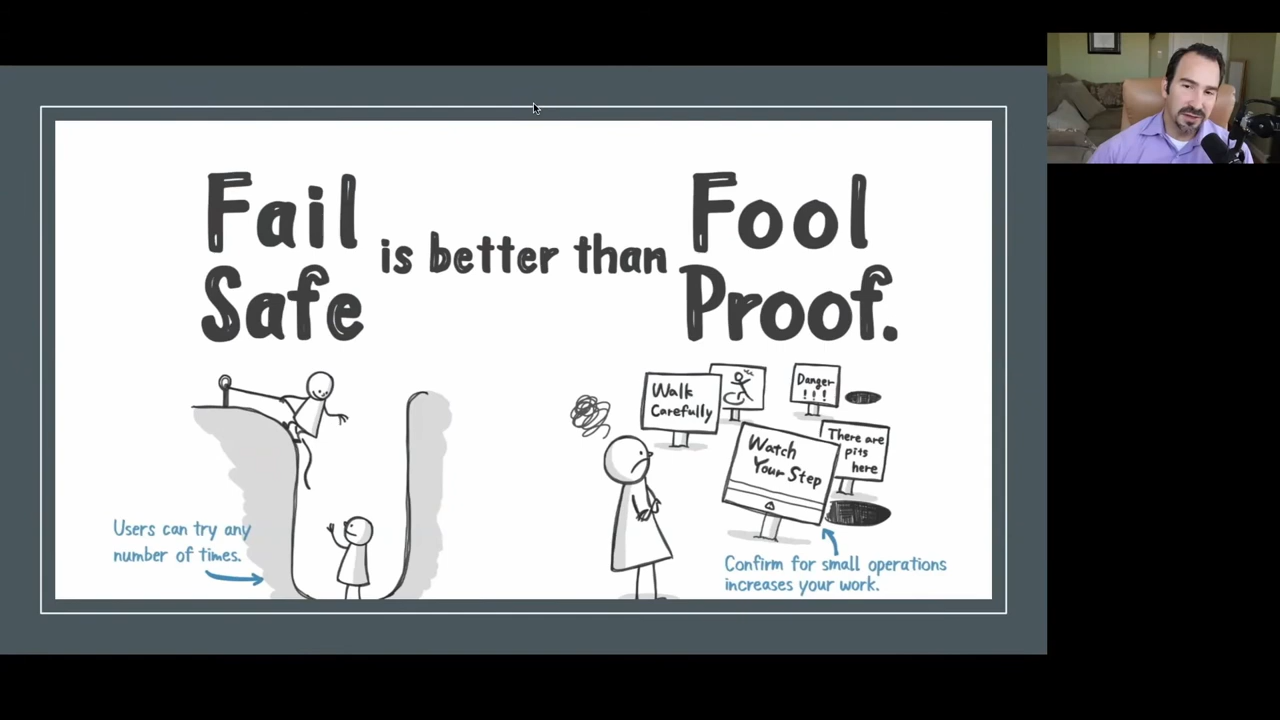 Fail
Safe
is better than
Fool
Proof.
Walk
Carefully
Danger
!!!
Watch
Your Step
There are
pits
here
Users can try any
number of times.
Confirm for small operations
increases your work.